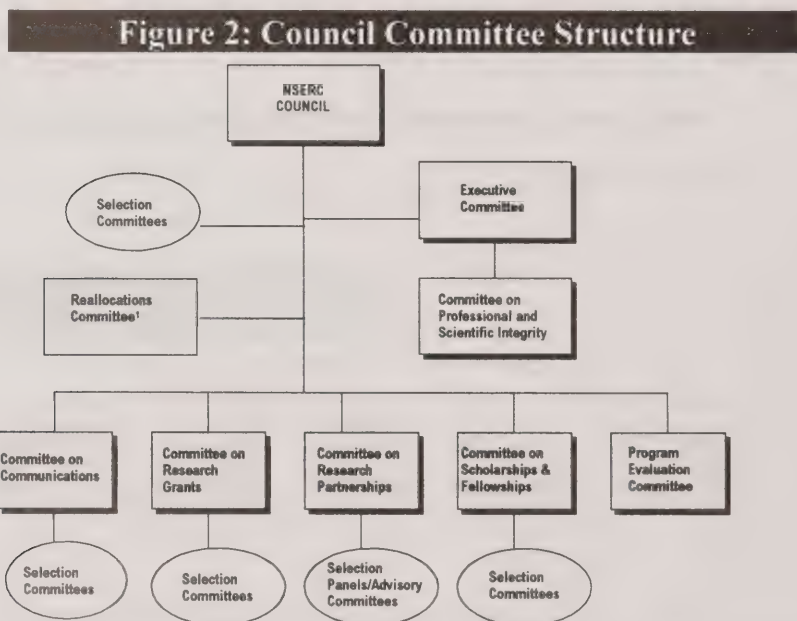 Figure 2: Council Committee Structure
NSERC
COUNCIL
Selection
Committees
Executive
Committee
Reallocations
Committee¹
Committee on
Professional and
Scientific Integrity
Committee on
Communications
Committee on
Research
Grants
Committee on
Research
Partnerships
Committee on
Scholarships &
Fellowships
Program
Evaluation
Committee
Selection
Committees
Selection
Committees
Selection
Panels/Advisory
Committees
Selection
Committees